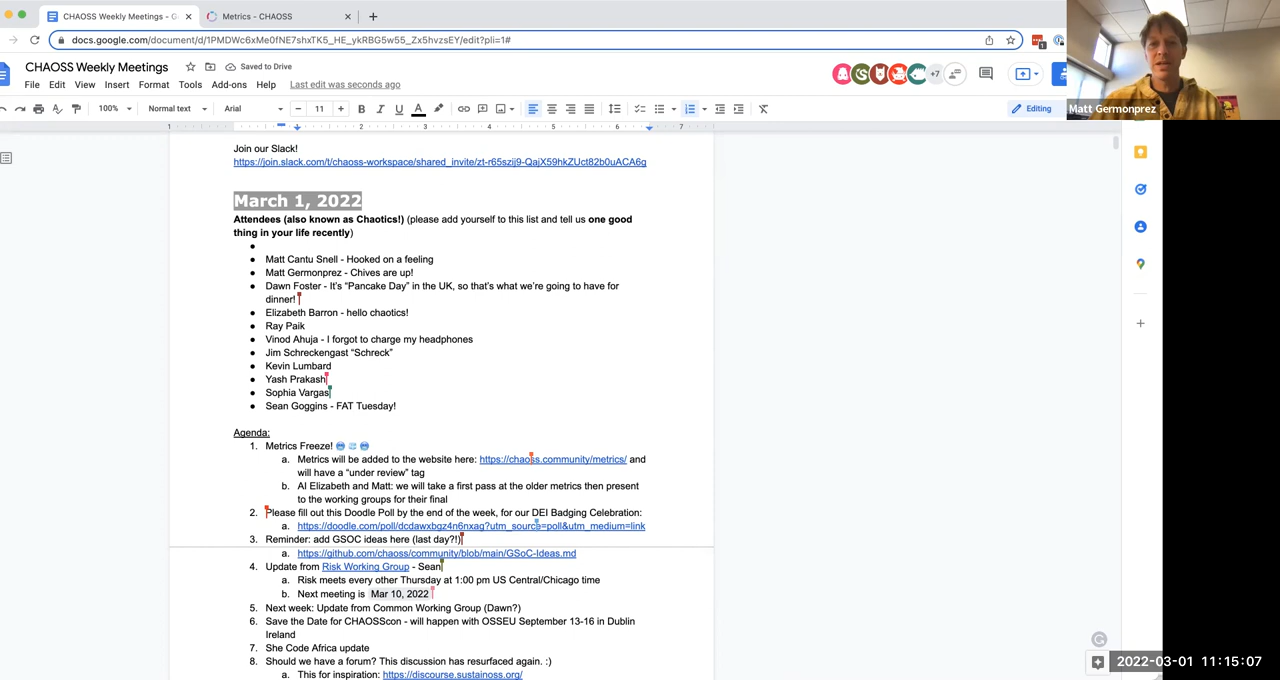 CHAOSS Weekly Meetings - G
Metrics - CHAOSS
docs.google.com/document/d/1PMDWc6xMe0fNE7shxTK5_HE_ykRBG5w55_Zx5hvzsEY/edit?pli=1#
CHAOSS Weekly Meetings
Saved to Drive
File Edit View Insert Format Tools Add-ons Help Last edit was seconds ago
+7
100% Normal text Arial 11 Editing
1 1 2 3 4 5 6 7
Matt Germonprez
Join our Slack!
https://join.slack.com/t/chaoss-workspace/shared_invite/zt-r65szij9-QajX59hkZUct82b0uACA6g
March 1, 2022
Attendees (also known as Chaotics!) (please add yourself to this list and tell us one good
thing in your life recently)
● Matt Cantu Snell - Hooked on a feeling
● Matt Germonprez - Chives are up!
● Dawn Foster - It's “Pancake Day” in the UK, so that's what we're going to have for
dinner!
● Elizabeth Barron - hello chaotics!
● Ray Paik
● Vinod Ahuja - I forgot to charge my headphones
● Jim Schreckengast “Schreck”
● Kevin Lumbard
● Yash Prakash
● Sophia Vargas
● Sean Goggins - FAT Tuesday!
Agenda:
1. Metrics Freeze! 🥶 🥶 🥶
a. Metrics will be added to the website here: https://chaoss.community/metrics/ and
will have a “under review” tag
b. AI Elizabeth and Matt: we will take a first pass at the older metrics then present
to the working groups for their final
2. Please fill out this Doodle Poll by the end of the week, for our DEI Badging Celebration:
a. https://doodle.com/poll/dcdawxbgz4n6nxag?utm_source=poll&utm_medium=link
3. Reminder: add GSOC ideas here (last day?!)
a. https://github.com/chaoss/community/blob/main/GSoC-Ideas.md
4. Update from Risk Working Group - Sean
a. Risk meets every other Thursday at 1:00 pm US Central/Chicago time
b. Next meeting is Mar 10, 2022
5. Next week: Update from Common Working Group (Dawn?)
6. Save the Date for CHAOSScon - will happen with OSSEU September 13-16 in Dublin
Ireland
7. She Code Africa update
8. Should we have a forum? This discussion has resurfaced again. :)
a. This for inspiration: https://discourse.sustainoss.org/
2022-03-01 11:15:07